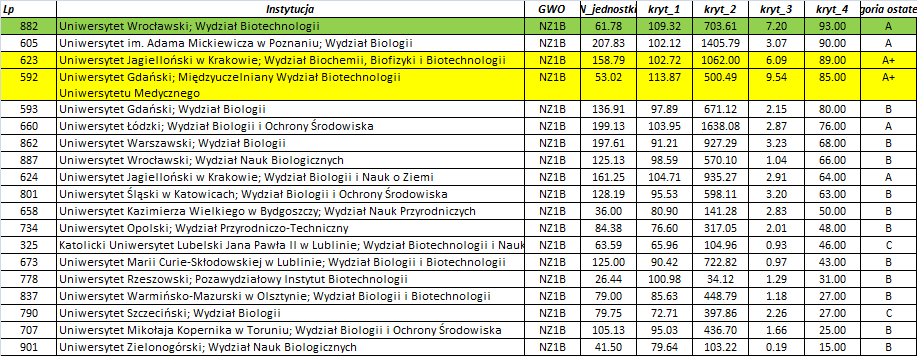 Lp Instytucja GWO N_jednostki kryt_1 kryt_2 kryt_3 kryt_4 goria ostate
882 Uniwersytet Wrocławski; Wydział Biotechnologii NZ1B 61.78 109.32 703.61 7.20 93.00 A
605 Uniwersytet im. Adama Mickiewicza w Poznaniu; Wydział Biologii NZ1B 207.83 102.12 1405.79 3.07 90.00 A
623 Uniwersytet Jagielloński w Krakowie; Wydział Biochemii, Biofizyki i Biotechnologii NZ1B 158.79 102.72 1062.00 6.09 89.00 A+
592 Uniwersytet Gdański; Międzyuczelniany Wydział Biotechnologii NZ1B 53.02 113.87 500.49 9.54 85.00 A+
Uniwersytetu Medycznego
593 Uniwersytet Gdański; Wydział Biologii NZ1B 136.91 97.89 671.12 2.15 80.00 B
660 Uniwersytet Łódzki; Wydział Biologii i Ochrony Środowiska NZ1B 199.13 103.95 1638.08 2.87 76.00 A
862 Uniwersytet Warszawski; Wydział Biologii NZ1B 197.61 91.21 927.29 3.23 68.00 B
887 Uniwersytet Wrocławski; Wydział Nauk Biologicznych NZ1B 125.13 98.59 570.10 1.04 66.00 B
624 Uniwersytet Jagielloński w Krakowie; Wydział Biologii i Nauk o Ziemi NZ1B 161.25 104.71 935.27 2.91 64.00 A
801 Uniwersytet Śląski w Katowicach; Wydział Biologii i Ochrony Środowiska NZ1B 128.19 95.53 598.11 3.20 63.00 B
658 Uniwersytet Kazimierza Wielkiego w Bydgoszczy; Wydział Nauk Przyrodniczych NZ1B 36.00 80.90 141.28 2.83 50.00 B
734 Uniwersytet Opolski; Wydział Przyrodniczo-Techniczny NZ1B 84.38 76.60 317.05 2.01 48.00 B
325 Katolicki Uniwersytet Lubelski Jana Pawła II w Lublinie; Wydział Biotechnologii i Nauk NZ1B 63.59 65.96 104.96 0.93 46.00 C
673 Uniwersytet Marii Curie-Skłodowskiej w Lublinie; Wydział Biologii i Biotechnologii NZ1B 125.00 90.42 722.82 0.97 43.00 B
778 Uniwersytet Rzeszowski; Pozawydziałowy Instytut Biotechnologii NZ1B 26.44 100.98 34.12 1.29 31.00 B
837 Uniwersytet Warmińsko-Mazurski w Olsztynie; Wydział Biologii i Biotechnologii NZ1B 79.00 85.63 448.79 1.18 27.00 B
790 Uniwersytet Szczeciński; Wydział Biologii NZ1B 79.75 72.71 397.86 2.26 27.00 C
707 Uniwersytet Mikołaja Kopernika w Toruniu; Wydział Biologii i Ochrony Środowiska NZ1B 105.13 95.03 436.70 1.66 25.00 B
901 Uniwersytet Zielonogórski; Wydział Nauk Biologicznych NZ1B 41.50 79.64 103.22 0.19 15.00 B